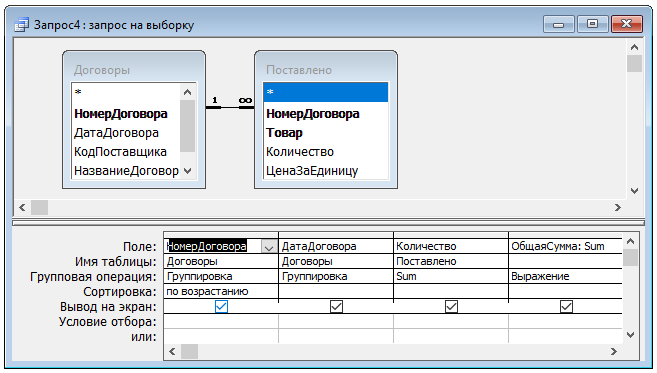 Запрос4 : запрос на выборку
Договоры
*
НомерДоговора
ДатаДоговора
КодПоставщика
НазваниеДоговор
1 ∞
Поставлено
*
НомерДоговора
Товар
Количество
ЦенаЗаЕдиницу
Поле: НомерДоговора ДатаДоговора Количество ОбщаяСумма: Sum
Имя таблицы: Договоры Договоры Поставлено
Групповая операция: Группировка Группировка Sum Выражение
Сортировка: по возрастанию
Вывод на экран:
Условие отбора:
или: